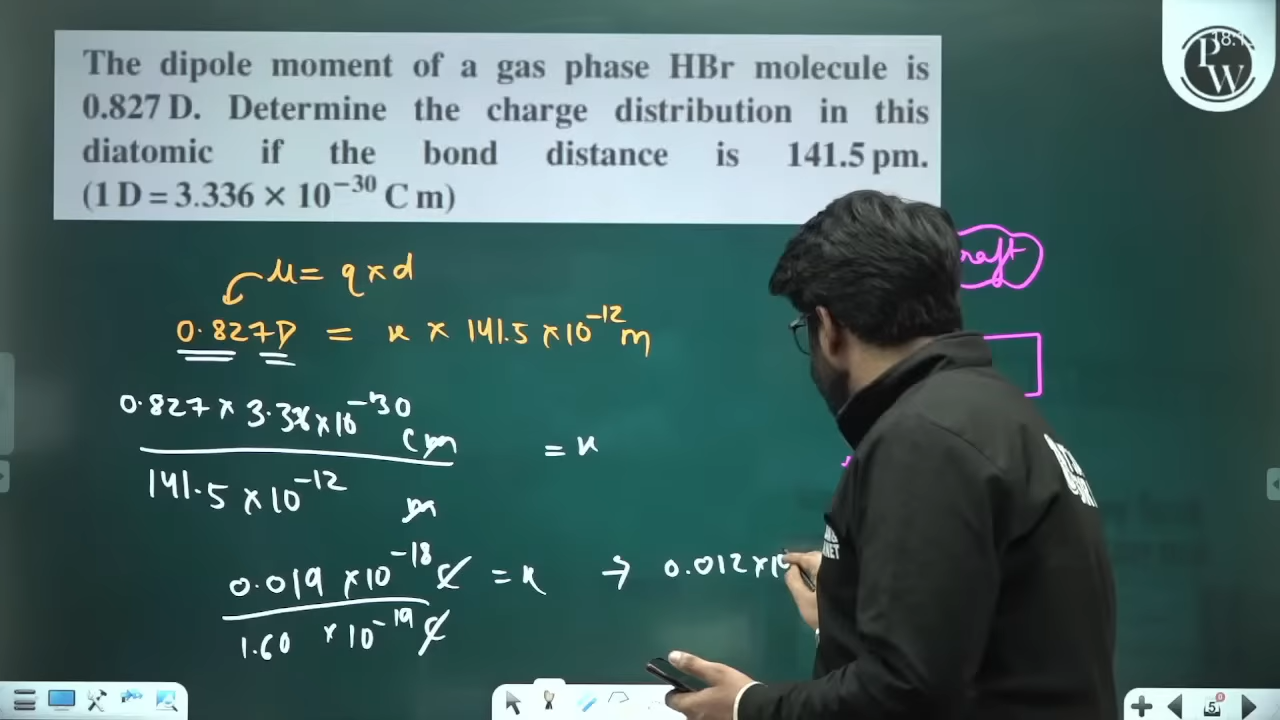 The dipole moment of a gas phase HBr molecule is
0.827 D. Determine the charge distribution in this
diatomic if the bond distance is 141.5 pm.
(1 D = 3.336 × 10⁻³⁰ C m)
PW
μ = q × d
0.827D = x × 141.5 × 10⁻¹² m
0.827 × 3.33 × 10⁻³⁰ Cm
141.5 × 10⁻¹² m
= x
0.019 × 10⁻¹⁸ C = x → 0.012 × 10
1.60 × 10⁻¹⁹ C
5